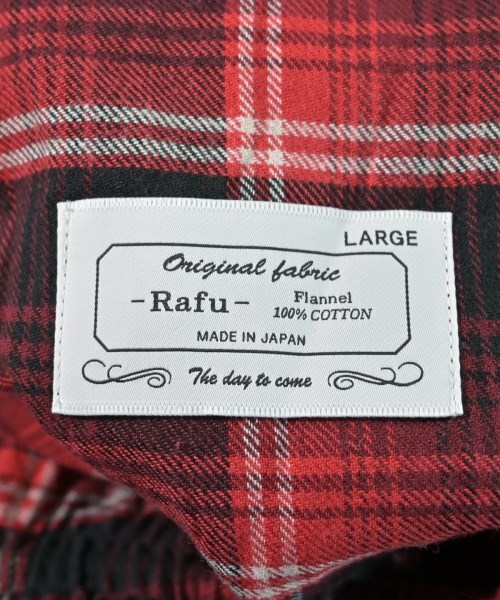 LARGE
Original fabric
-Rafu- Flannel
100% COTTON
MADE IN JAPAN
The day to come